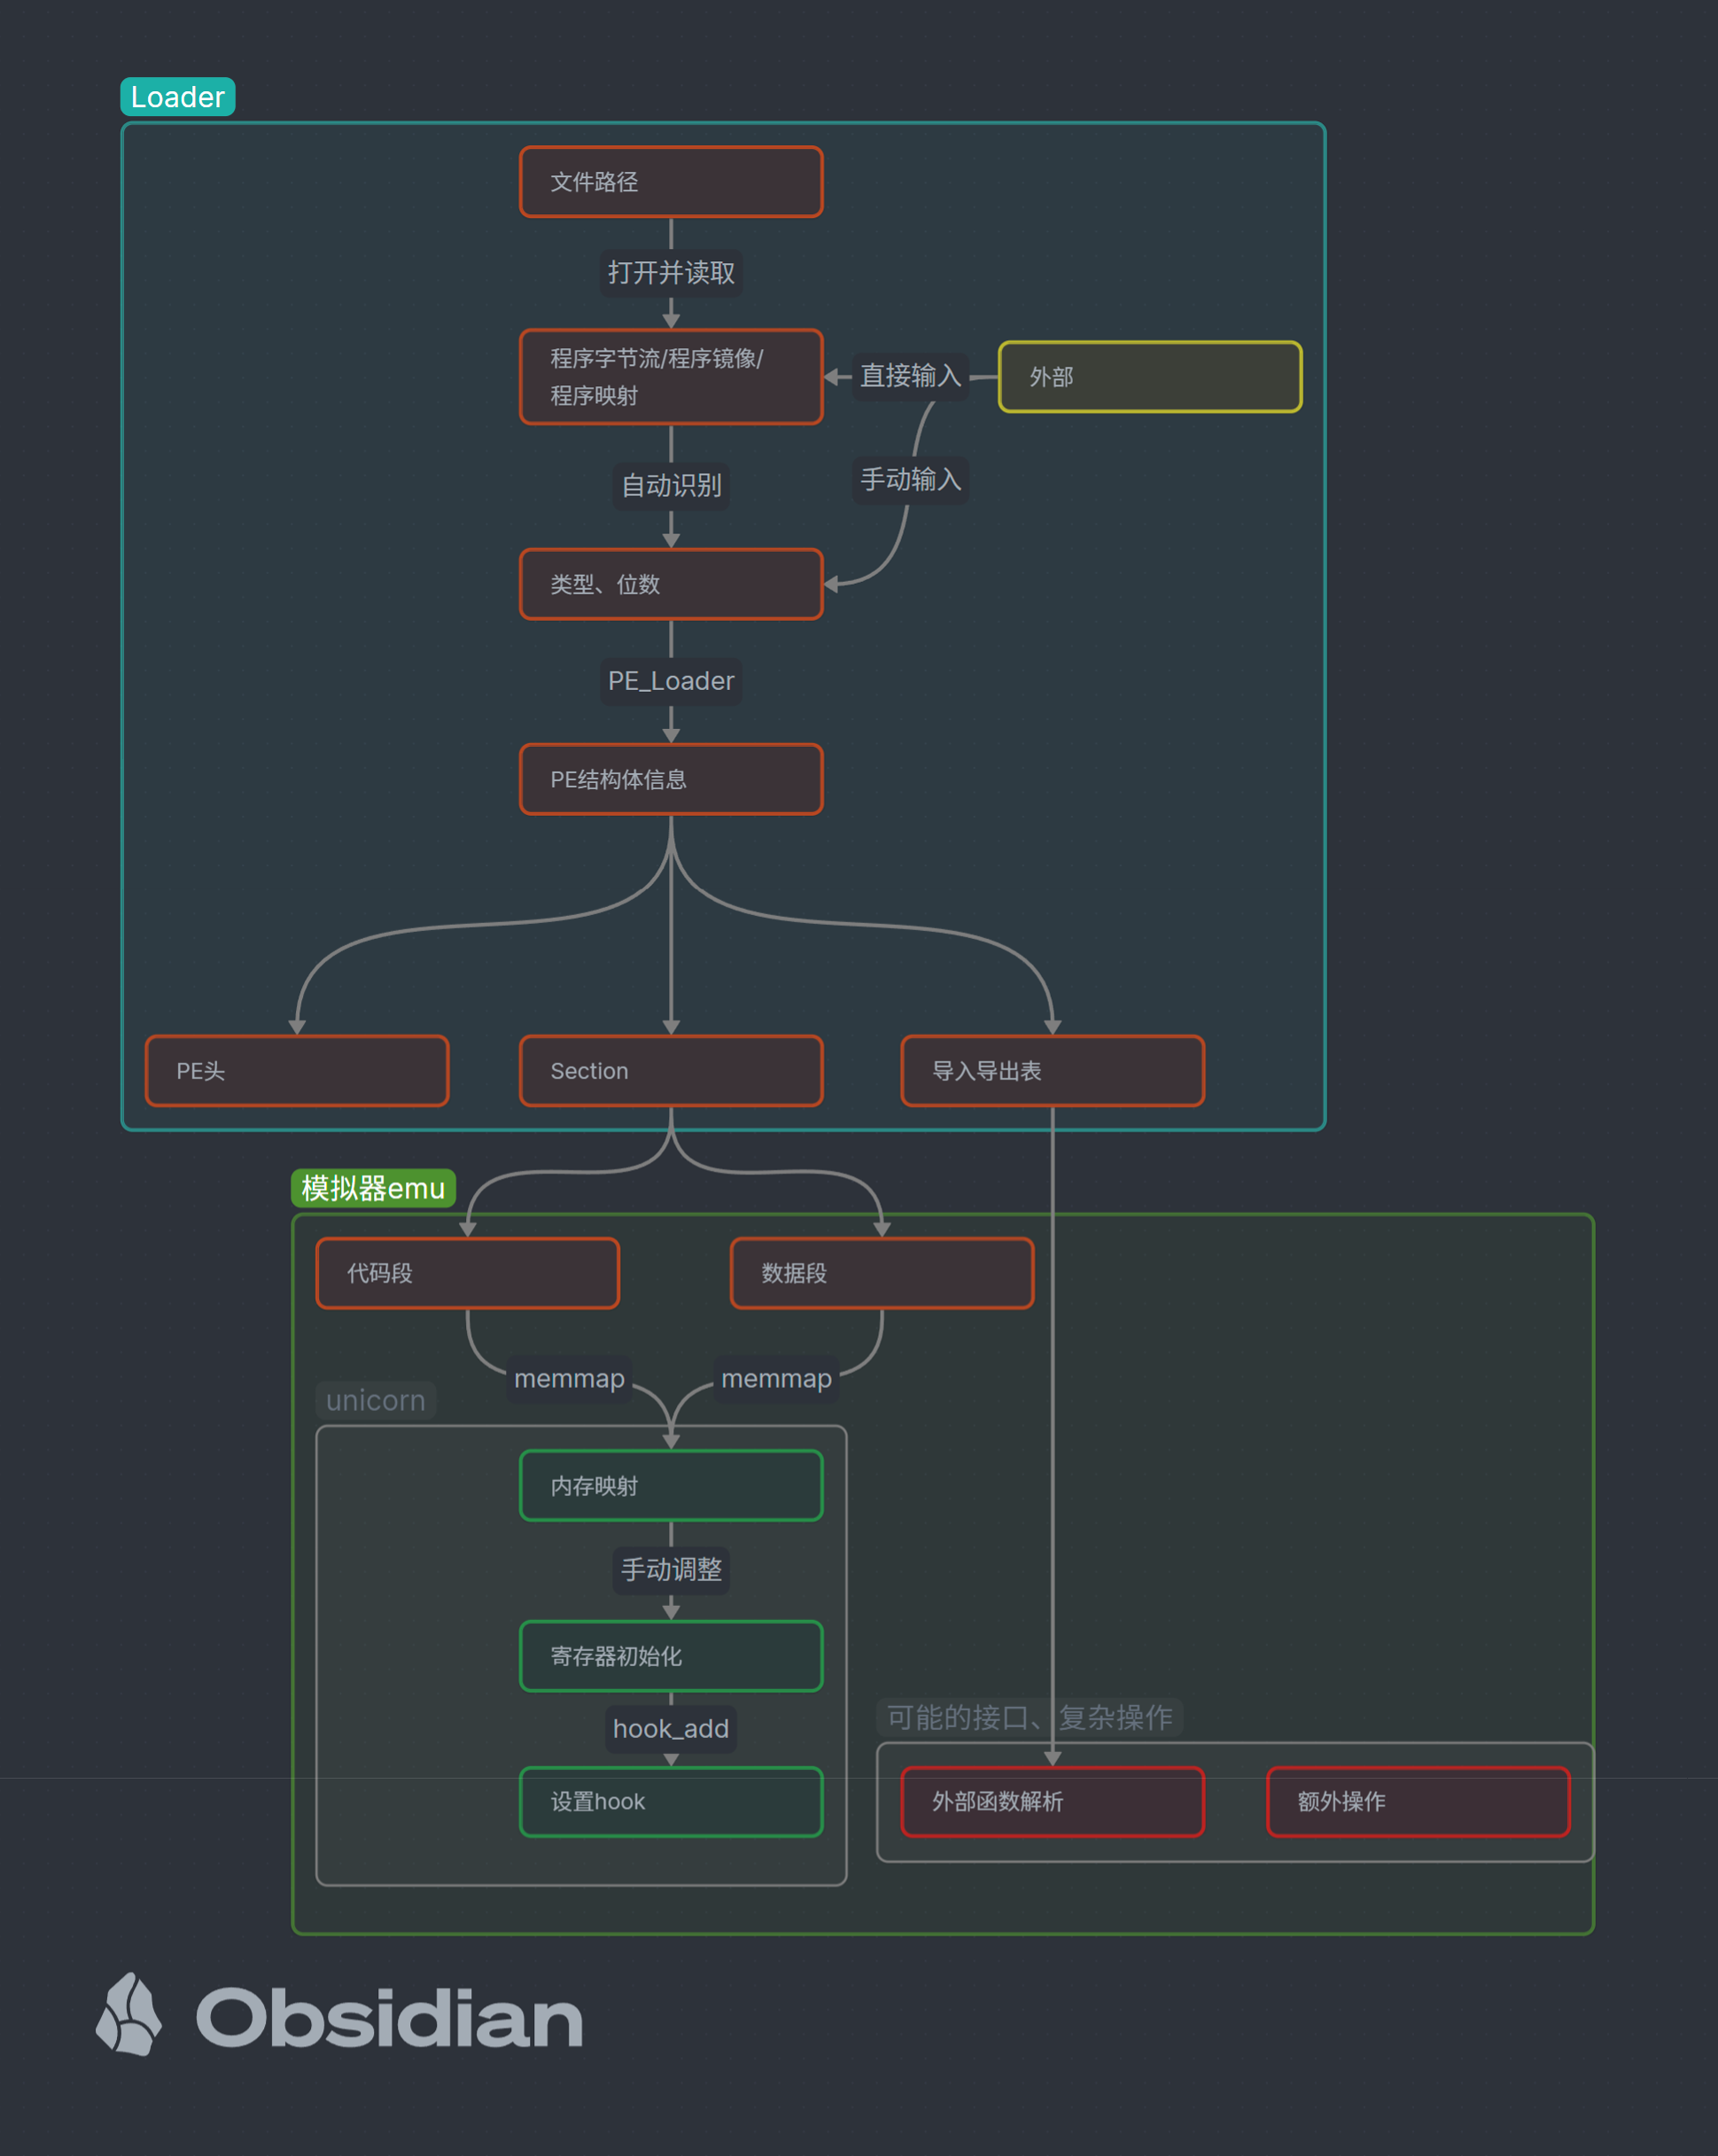 Loader
文件路径
打开并读取
程序字节流/程序镜像/
程序映射
直接输入
外部
自动识别
手动输入
类型、位数
PE_Loader
PE结构体信息
PE头
Section
导入导出表
模拟器emu
代码段
数据段
memmap
memmap
unicorn
内存映射
手动调整
寄存器初始化
可能的接口、复杂操作
hook_add
设置hook
外部函数解析
额外操作
Obsidian